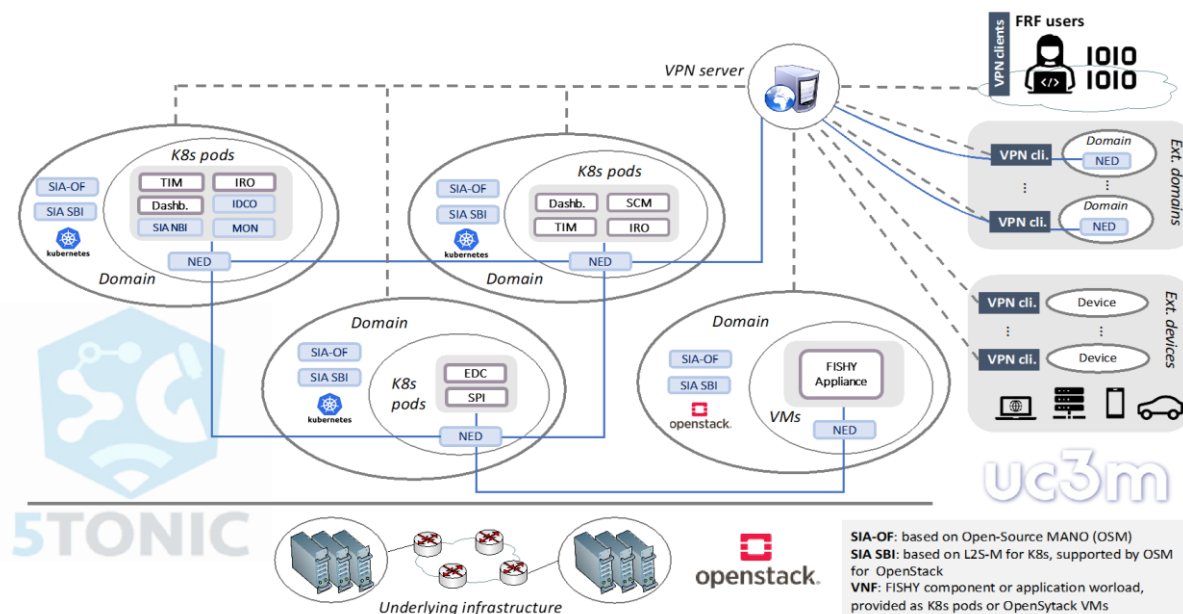 FRF users
VPN clients
VPN server
K8s pods
TIM
IRO
Dashb.
IDCO
SIA NBI
MON
SIA-OF
SIA SBI
kubernetes
NED
Domain
K8s pods
Dashb.
SCM
TIM
IRO
SIA-OF
SIA SBI
kubernetes
NED
Domain
VPN cli.
Domain
NED
VPN cli.
Domain
NED
Ext. domains
Domain
SIA-OF
SIA SBI
kubernetes
K8s
pods
EDC
SPI
NED
Domain
SIA-OF
SIA SBI
openstack.
FISHY
Appliance
VMs
NED
VPN cli.
Device
VPN cli.
Device
Ext. devices
uc3m
5TONIC
Underlying infrastructure
openstack.
SIA-OF: based on Open-Source MANO (OSM)
SIA SBI: based on L2S-M for K8s, supported by OSM
for OpenStack
VNF: FISHY component or application worload,
provided as K8s pods or OpenSytack VMs